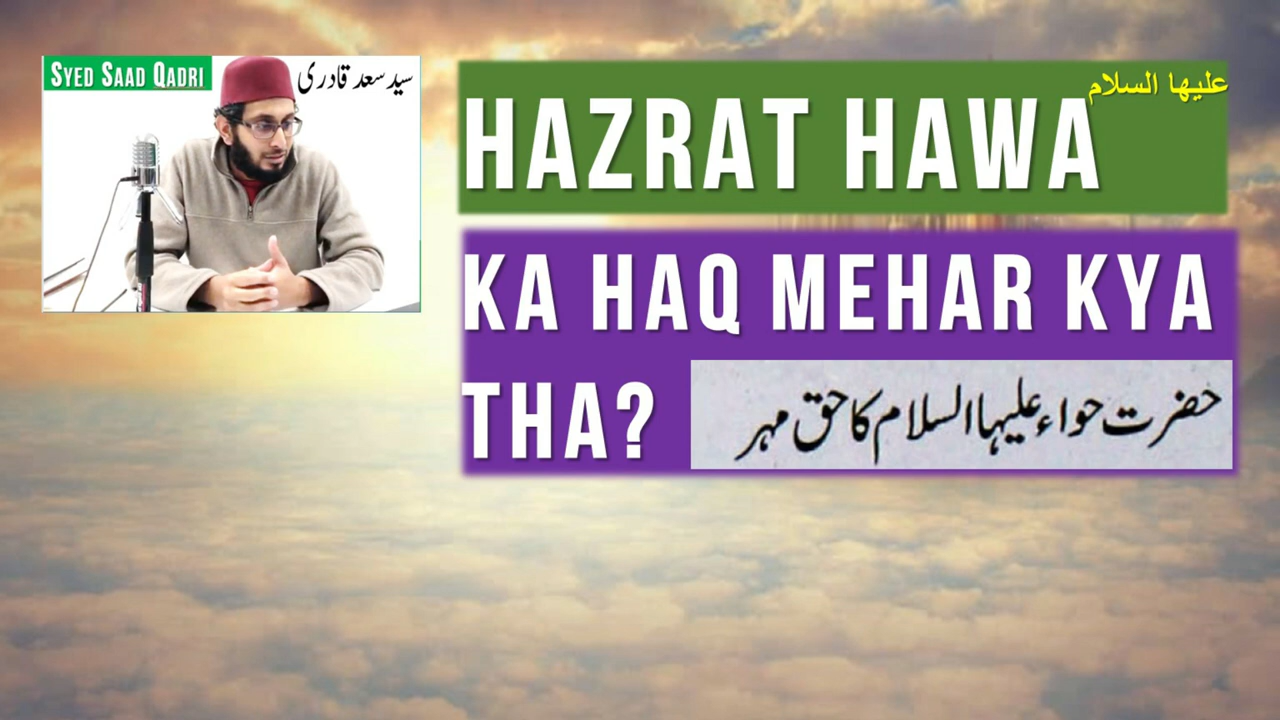 SYED SAAD QADRI
سید سعد قادری
علیها السلام
HAZRAT HAWA
KA HAQ MEHAR KYA
THA?
حضرت حواء علیہا السلام کا حق مہر